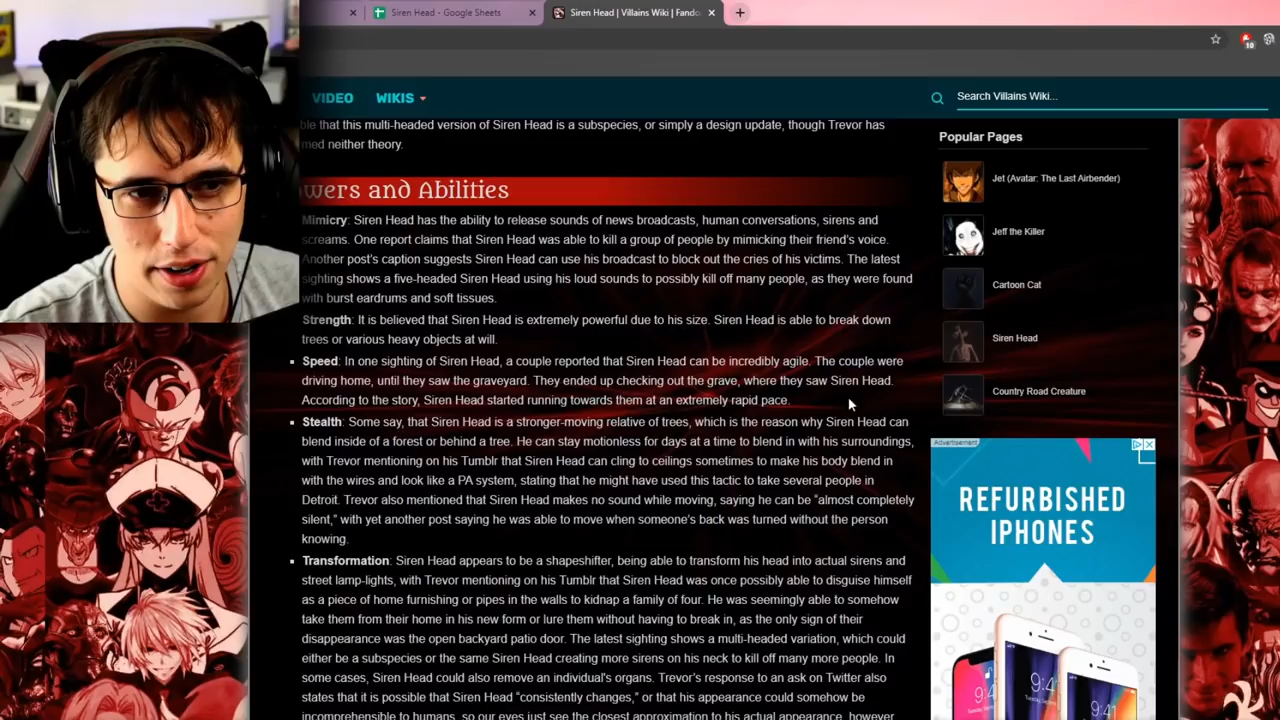 Siren Head - Google Sheets
Siren Head | Villains Wiki | Fando
10
VIDEO WIKIS
Search Villains Wiki...
ble that this multi-headed version of Siren Head is a subspecies, or simply a design update, though Trevor has
med neither theory.
wers and Abilities
Mimicry: Siren Head has the ability to release sounds of news broadcasts, human conversations, sirens and
screams. One report claims that Siren Head was able to kill a group of people by mimicking their friend's voice.
Another post's caption suggests Siren Head can use his broadcast to block out the cries of his victims. The latest
sighting shows a five-headed Siren Head using his loud sounds to possibly kill off many people, as they were found
with burst eardrums and soft tissues.
Strength: It is believed that Siren Head is extremely powerful due to his size. Siren Head is able to break down
trees or various heavy objects at will.
Speed: In one sighting of Siren Head, a couple reported that Siren Head can be incredibly agile. The couple were
driving home, until they saw the graveyard. They ended up checking out the grave, where they saw Siren Head.
According to the story, Siren Head started running towards them at an extremely rapid pace.
Stealth: Some say, that Siren Head is a stronger-moving relative of trees, which is the reason why Siren Head can
blend inside of a forest or behind a tree. He can stay motionless for days at a time to blend in with his surroundings,
with Trevor mentioning on his Tumblr that Siren Head can cling to ceilings sometimes to make his body blend in
with the wires and look like a PA system, stating that he might have used this tactic to take several people in
Detroit. Trevor also mentioned that Siren Head makes no sound while moving, saying he can be "almost completely
silent," with yet another post saying he was able to move when someone's back was turned without the person
knowing.
Transformation: Siren Head appears to be a shapeshifter, being able to transform his head into actual sirens and
street lamp-lights, with Trevor mentioning on his Tumblr that Siren Head was once possibly able to disguise himself
as a piece of home furnishing or pipes in the walls to kidnap a family of four. He was seemingly able to somehow
take them from their home in his new form or lure them without having to break in, as the only sign of their
disappearance was the open backyard patio door. The latest sighting shows a multi-headed variation, which could
either be a subspecies or the same Siren Head creating more sirens on his neck to kill off many more people. In
some cases, Siren Head could also remove an individual's organs. Trevor's response to an ask on Twitter also
states that it is possible that Siren Head "consistently changes," or that his appearance could somehow be
incomprehensible to humans, so our eyes just see the closest approximation to his actual appearance, however
Popular Pages
Jet (Avatar: The Last Airbender)
Jeff the Killer
Cartoon Cat
Siren Head
Country Road Creature
Advertisement
REFURBISHED
IPHONES
9:4
9:41
9:4